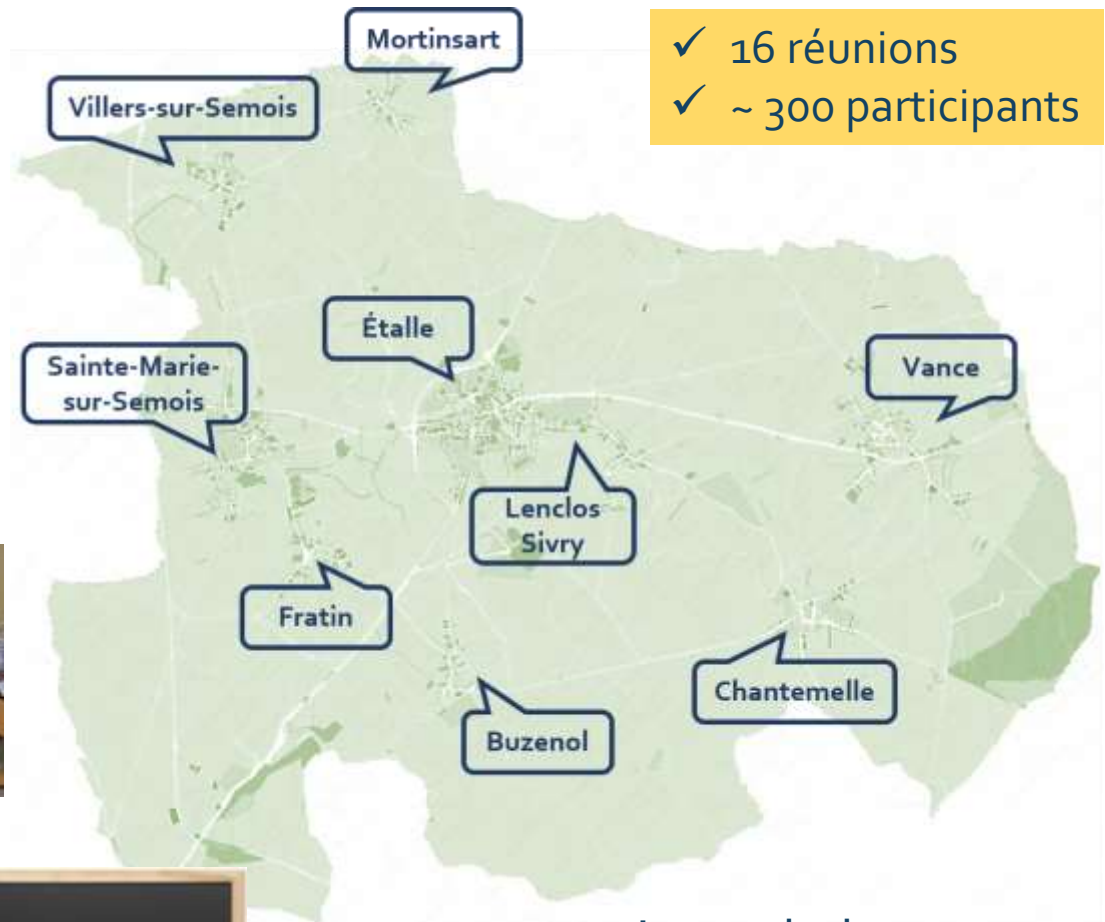 Mortinsart
✓ 16 réunions
✓ ~ 300 participants
Villers-sur-Semois
Étalle
Sainte-Marie-
sur-Semois
Vance
Lenclos
Sivry
Fratin
Chantemelle
Buzenol